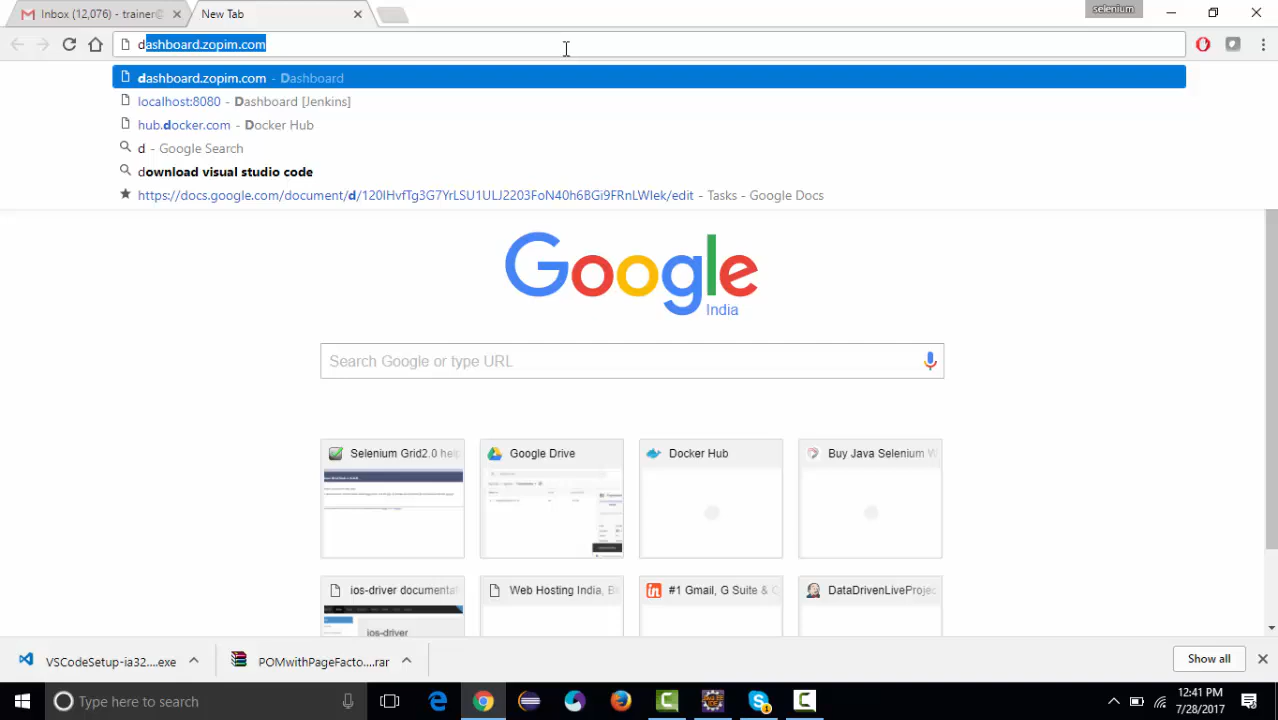 Inbox (12,076) - trainer@
New Tab
selenium
dashboard.zopim.com
dashboard.zopim.com - Dashboard
localhost:8080 - Dashboard [Jenkins]
hub.docker.com - Docker Hub
d - Google Search
download visual studio code
https://docs.google.com/document/d/120IHvfTg3G7YrLSU1ULJ2203FoN40h6BGi9FRnLWlek/edit - Tasks - Google Docs
Google
India
Search Google or type URL
Selenium Grid2.0 help
Google Drive
Docker Hub
Buy Java Selenium W
ios-driver documenta
Web Hosting India, B
#1 Gmail, G Suite &
DataDrivenLiveProjec
ios-driver
VSCodeSetup-ia32....exe
POMwithPageFacto....rar
Show all
Type here to search
12:41 PM
7/28/2017